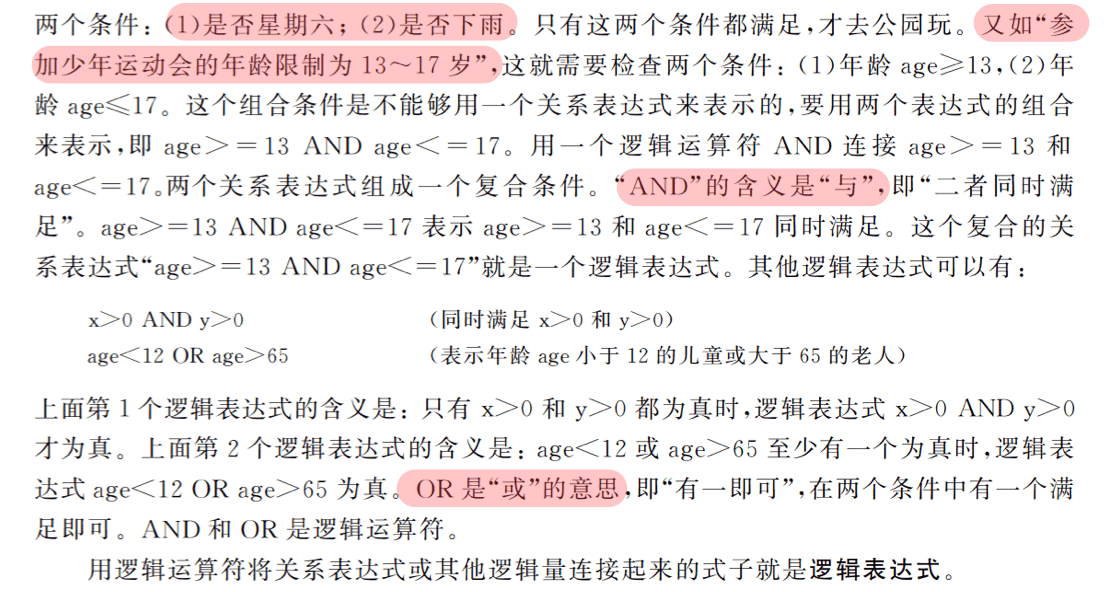 两个条件：(1)是否星期六；(2)是否下雨。只有这两个条件都满足，才去公园玩。又如“参
加少年运动会的年龄限制为 13～17 岁”，这就需要检查两个条件：(1)年龄 age≥13，(2)年
龄 age≤17。这个组合条件是不能够用一个关系表达式来表示的，要用两个表达式的组合
来表示，即 age＞=13 AND age＜=17。用一个逻辑运算符 AND 连接 age＞=13 和
age＜=17。两个关系表达式组成一个复合条件。“AND”的含义是“与”，即“二者同时满
足”。age＞=13 AND age＜=17 表示 age＞=13 和 age＜=17 同时满足。这个复合的关
系表达式“age＞=13 AND age＜=17”就是一个逻辑表达式。其他逻辑表达式可以有：
x＞0 AND y＞0 （同时满足 x＞0 和 y＞0）
age＜12 OR age＞65 （表示年龄 age 小于 12 的儿童或大于 65 的老人）
上面第 1 个逻辑表达式的含义是：只有 x＞0 和 y＞0 都为真时，逻辑表达式 x＞0 AND y＞0
才为真。上面第 2 个逻辑表达式的含义是：age＜12 或 age＞65 至少有一个为真时，逻辑表
达式 age＜12 OR age＞65 为真。OR 是“或”的意思，即“有一即可”，在两个条件中有一个满
足即可。AND 和 OR 是逻辑运算符。
用逻辑运算符将关系表达式或其他逻辑量连接起来的式子就是逻辑表达式。